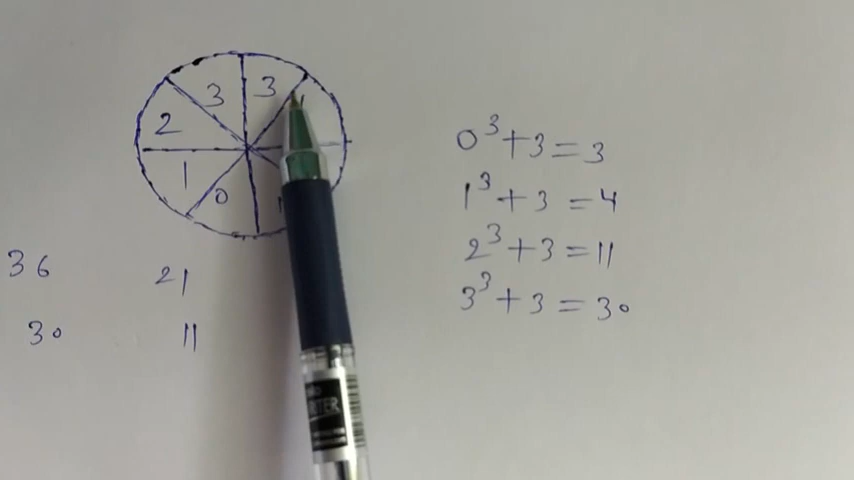 3 3
2
1 0
0³ + 3 = 3
1³ + 3 = 4
2³ + 3 = 11
3³ + 3 = 30
36 21
30 11